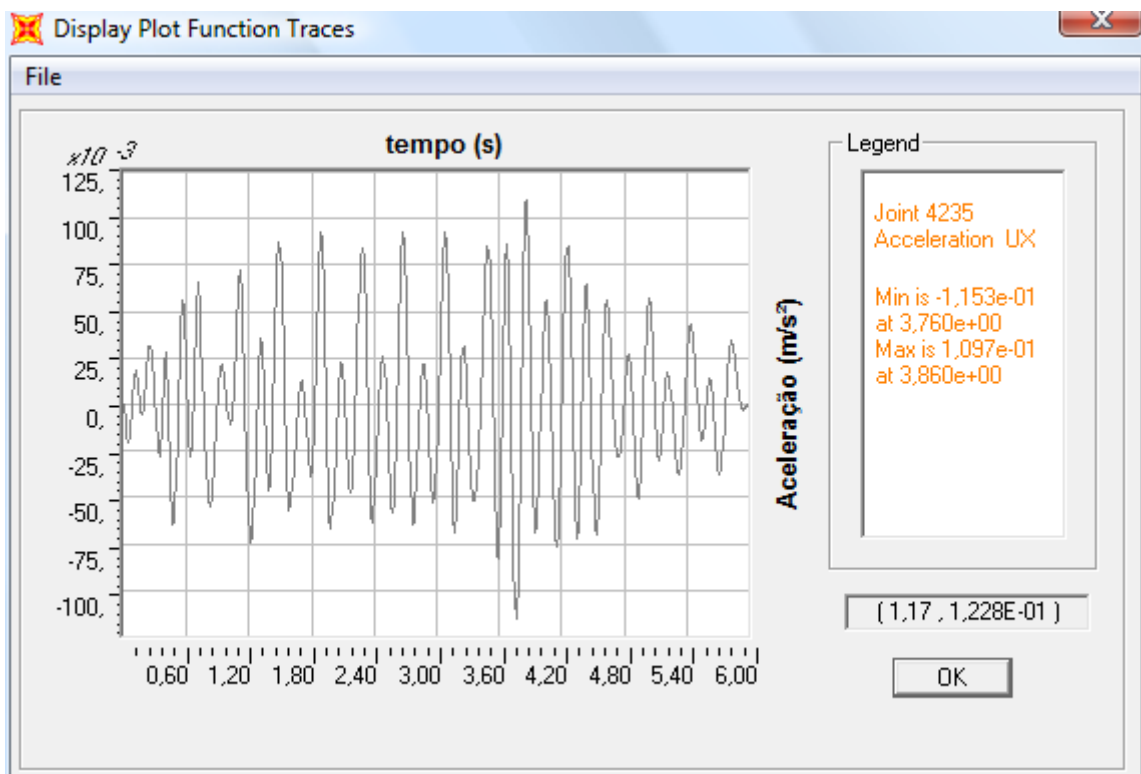 Display Plot Function Traces
X
File
tempo (s)
x10 -3
125,
100,
75,
50,
25,
0,
-25,
-50,
-75,
-100,
0,60 1,20 1,80 2,40 3,00 3,60 4,20 4,80 5,40 6,00
Aceleração (m/s²)
Legend
Joint 4235
Acceleration UX
Min is -1,153e-01
at 3,760e+00
Max is 1,097e-01
at 3,860e+00
( 1,17 , 1,228E-01 )
OK